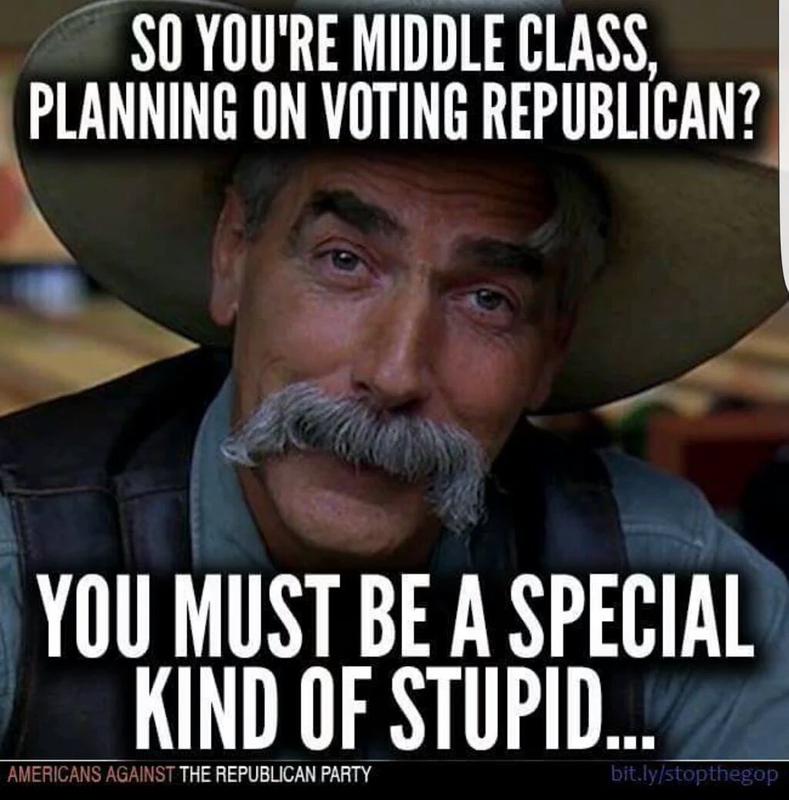 SO YOU'RE MIDDLE CLASS,
PLANNING ON VOTING REPUBLICAN?
YOU MUST BE A SPECIAL
KIND OF STUPID...
AMERICANS AGAINST THE REPUBLICAN PARTY
bit.ly/stopthegop